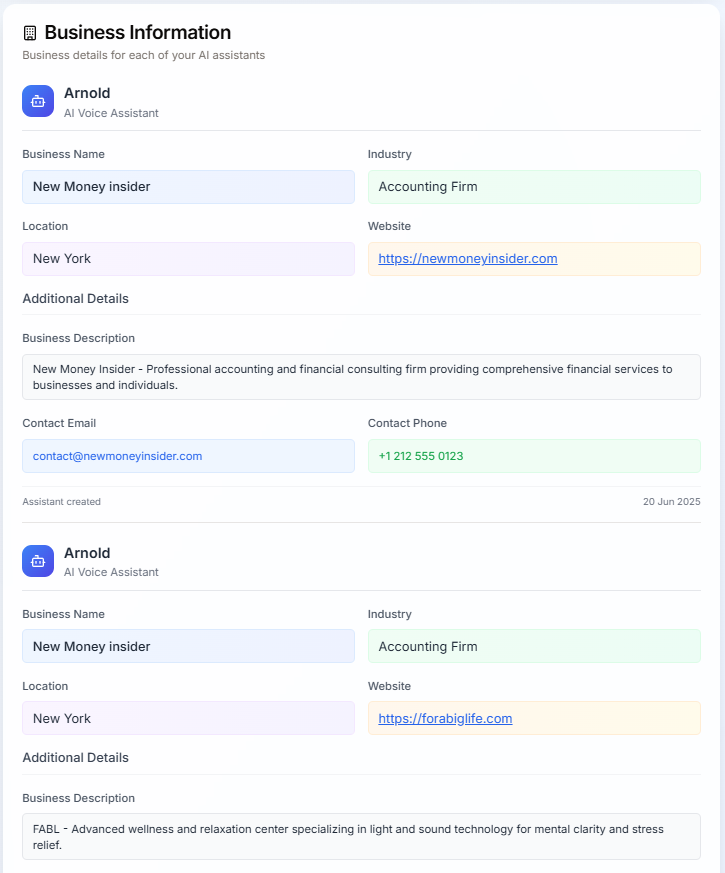 Business Information
Business details for each of your AI assistants
Arnold
AI Voice Assistant
Business Name
Industry
New Money insider
Accounting Firm
Location
Website
New York
https://newmoneyinsider.com
Additional Details
Business Description
New Money Insider - Professional accounting and financial consulting firm providing comprehensive financial services to
businesses and individuals.
Contact Email
Contact Phone
contact@newmoneyinsider.com
+1 212 555 0123
Assistant created
20 Jun 2025
Arnold
AI Voice Assistant
Business Name
Industry
New Money insider
Accounting Firm
Location
Website
New York
https://forabiglife.com
Additional Details
Business Description
FABL - Advanced wellness and relaxation center specializing in light and sound technology for mental clarity and stress
relief.